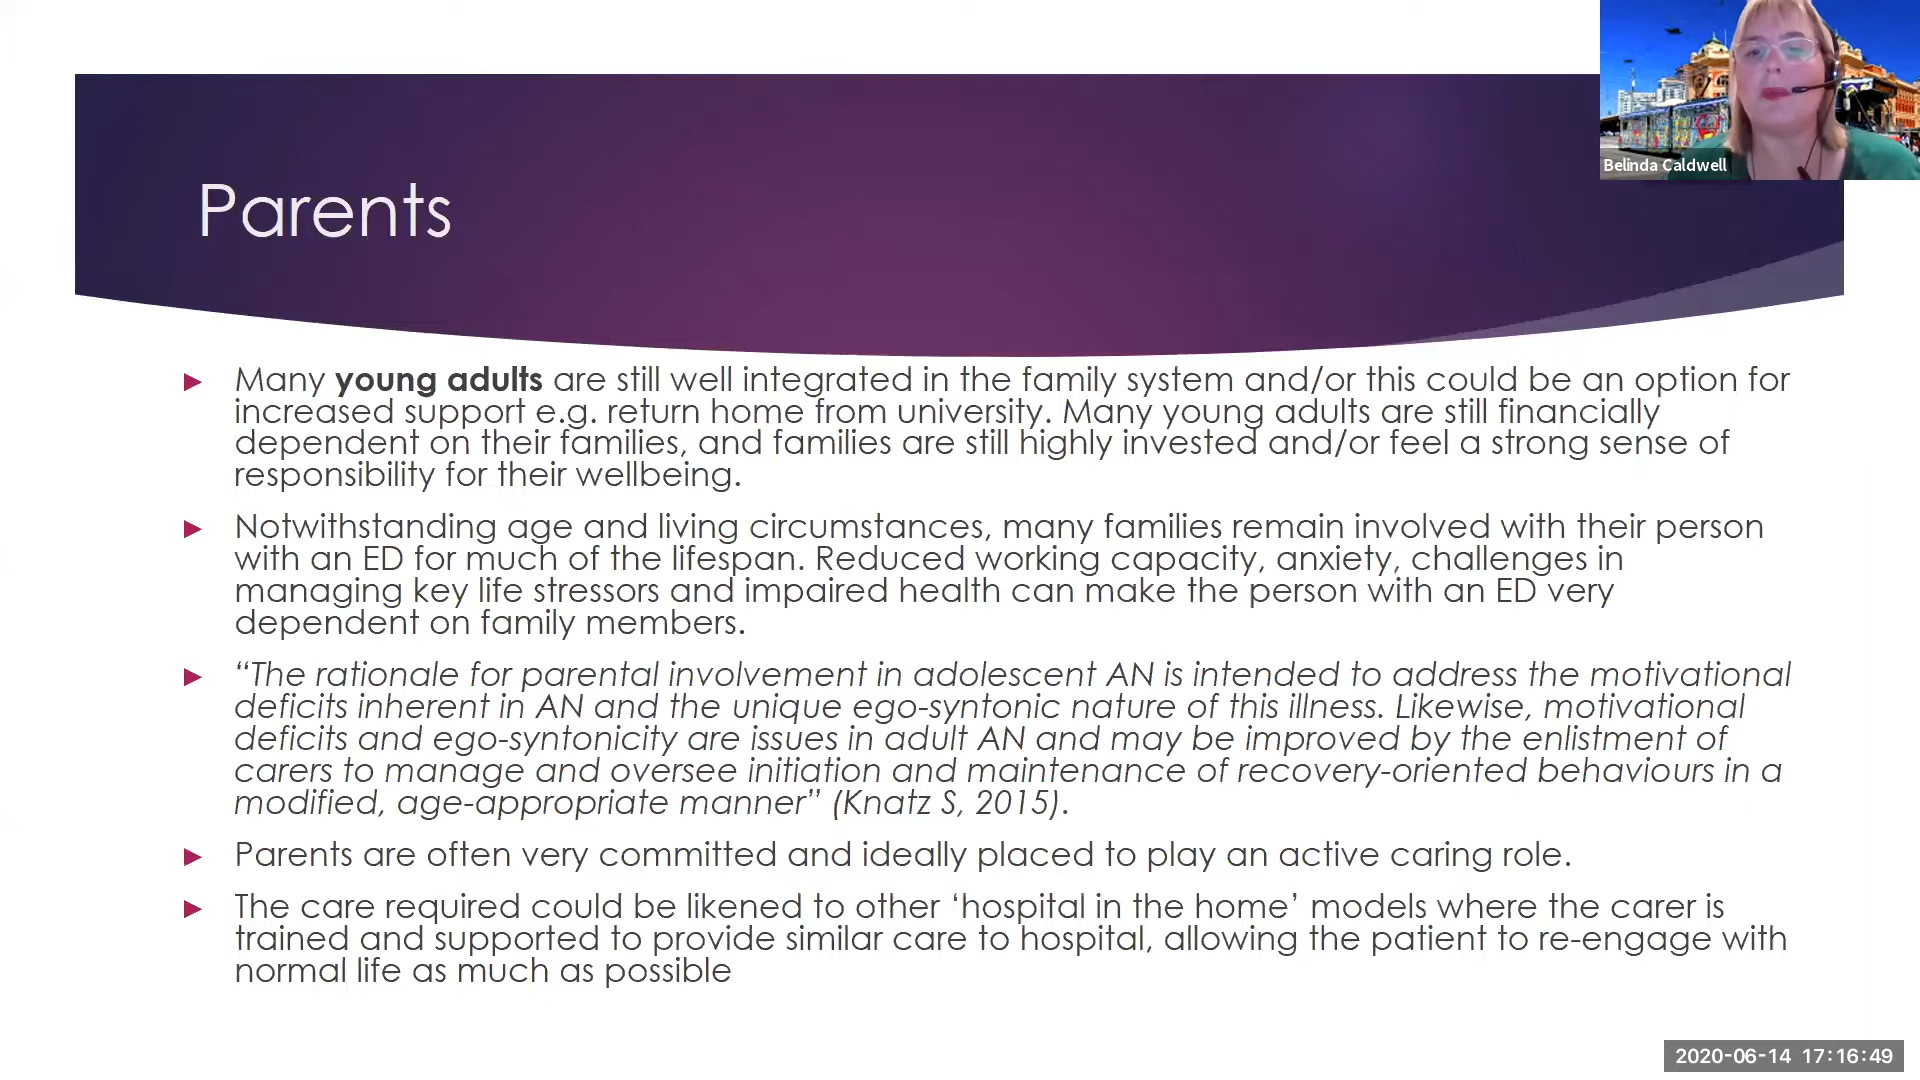 Belinda Caldwell
Parents
Many young adults are still well integrated in the family system and/or this could be an option for
increased support e.g. return home from university. Many young adults are still financially
dependent on their families, and families are still highly invested and/or feel a strong sense of
responsibility for their wellbeing.
Notwithstanding age and living circumstances, many families remain involved with their person
with an ED for much of the lifespan. Reduced working capacity, anxiety, challenges in
managing key life stressors and impaired health can make the person with an ED very
dependent on family members.
“The rationale for parental involvement in adolescent AN is intended to address the motivational
deficits inherent in AN and the unique ego-syntonic nature of this illness. Likewise, motivational
deficits and ego-syntonicity are issues in adult AN and may be improved by the enlistment of
carers to manage and oversee initiation and maintenance of recovery-oriented behaviours in a
modified, age-appropriate manner” (Knatz S, 2015).
Parents are often very committed and ideally placed to play an active caring role.
The care required could be likened to other ‘hospital in the home’ models where the carer is
trained and supported to provide similar care to hospital, allowing the patient to re-engage with
normal life as much as possible
2020-06-14 17:16:49